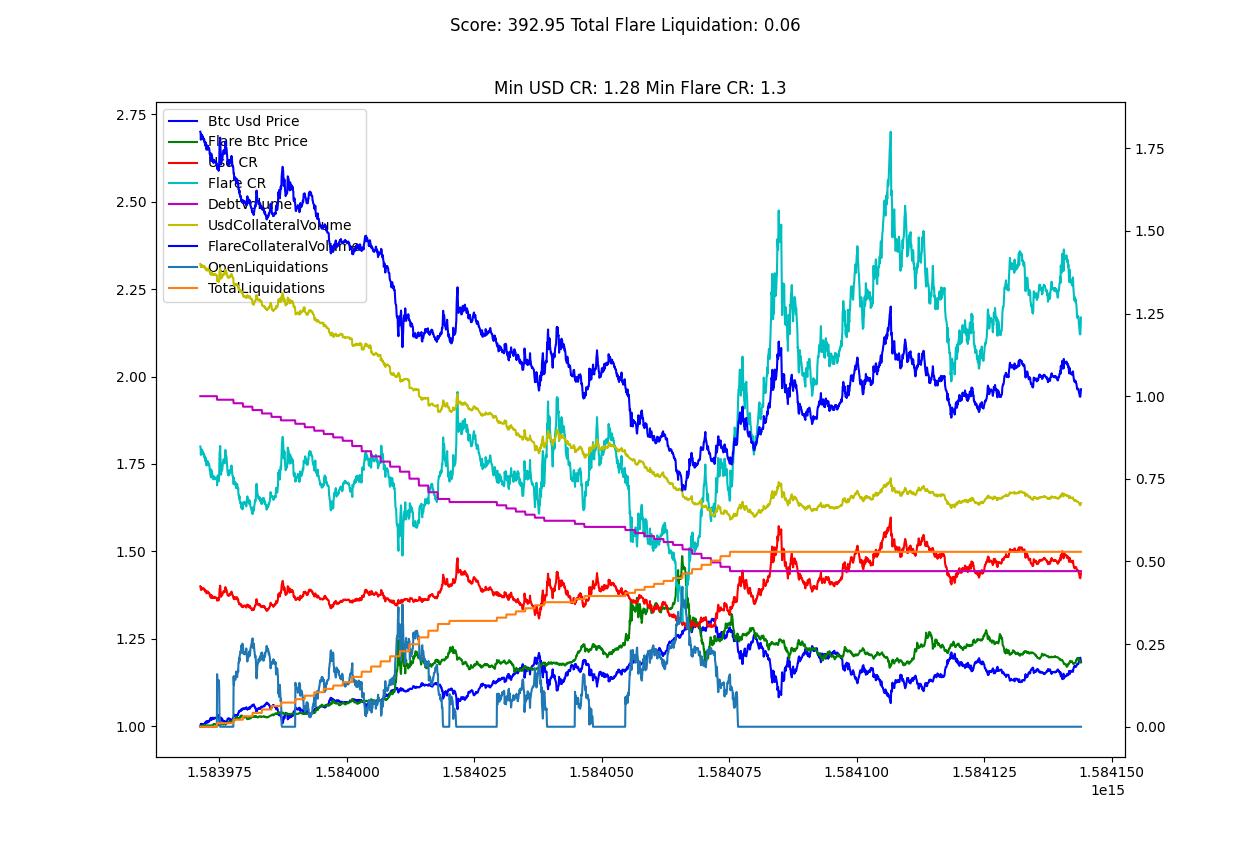 Score: 392.95 Total Flare Liquidation: 0.06
Min USD CR: 1.28 Min Flare CR: 1.3
Btc Usd Price
Flare Btc Price
Usd CR
Flare CR
DebtVolume
UsdCollateralVolume
FlareCollateralVolume
OpenLiquidations
TotalLiquidations
2.75
2.50
2.25
2.00
1.75
1.50
1.25
1.00
1.75
1.50
1.25
1.00
0.75
0.50
0.25
0.00
1.583975 1.584000 1.584025 1.584050 1.584075 1.584100 1.584125 1.584150
1e15